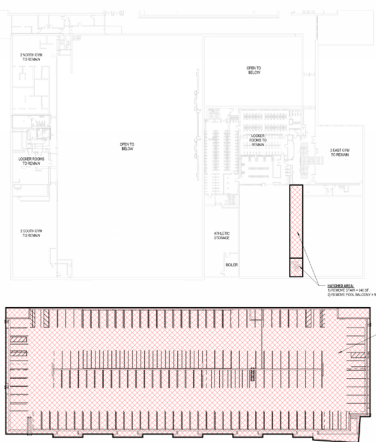 2 NORTH GYM
TO REMAIN
OPEN TO
BELOW
LOCKER
ROOMS TO
REMAIN
2 EAST GYM
TO REMAIN
LOCKER ROOMS
TO REMAIN
OPEN TO
BELOW
2 SOUTH GYM
TO REMAIN
ATHLETIC
STORAGE
BOILER
HATCHED AREA: